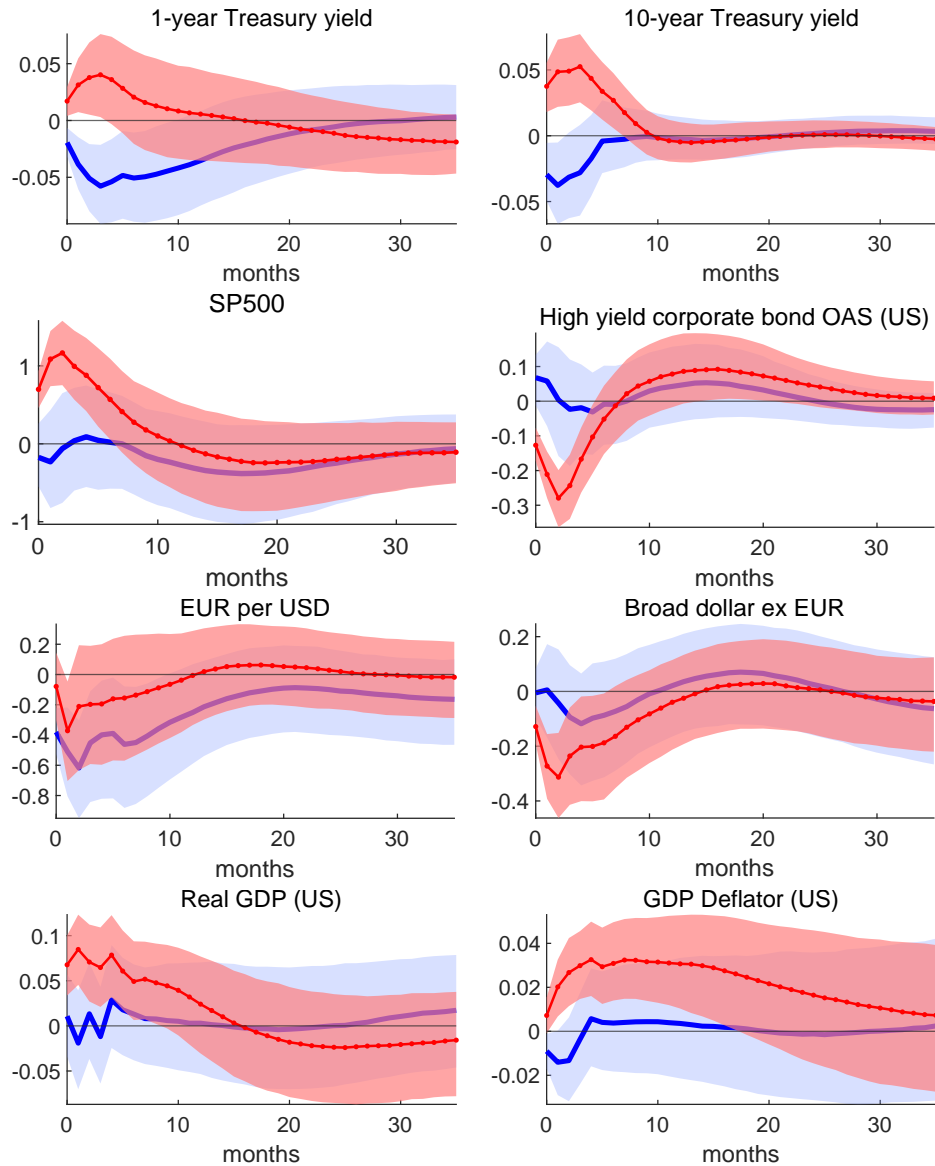 1-year Treasury yield
10-year Treasury yield
0.05
0
-0.05
0 10 20 30
months
0.05
0
-0.05
0 10 20 30
months
SP500
High yield corporate bond OAS (US)
1
0
-1
0 10 20 30
months
0.1
0
-0.1
-0.2
-0.3
0 10 20 30
months
EUR per USD
Broad dollar ex EUR
0.2
0
-0.2
-0.4
-0.6
-0.8
0 10 20 30
months
0.2
0
-0.2
-0.4
0 10 20 30
months
Real GDP (US)
GDP Deflator (US)
0.1
0.05
0
-0.05
0 10 20 30
months
0.04
0.02
0
-0.02
0 10 20 30
months